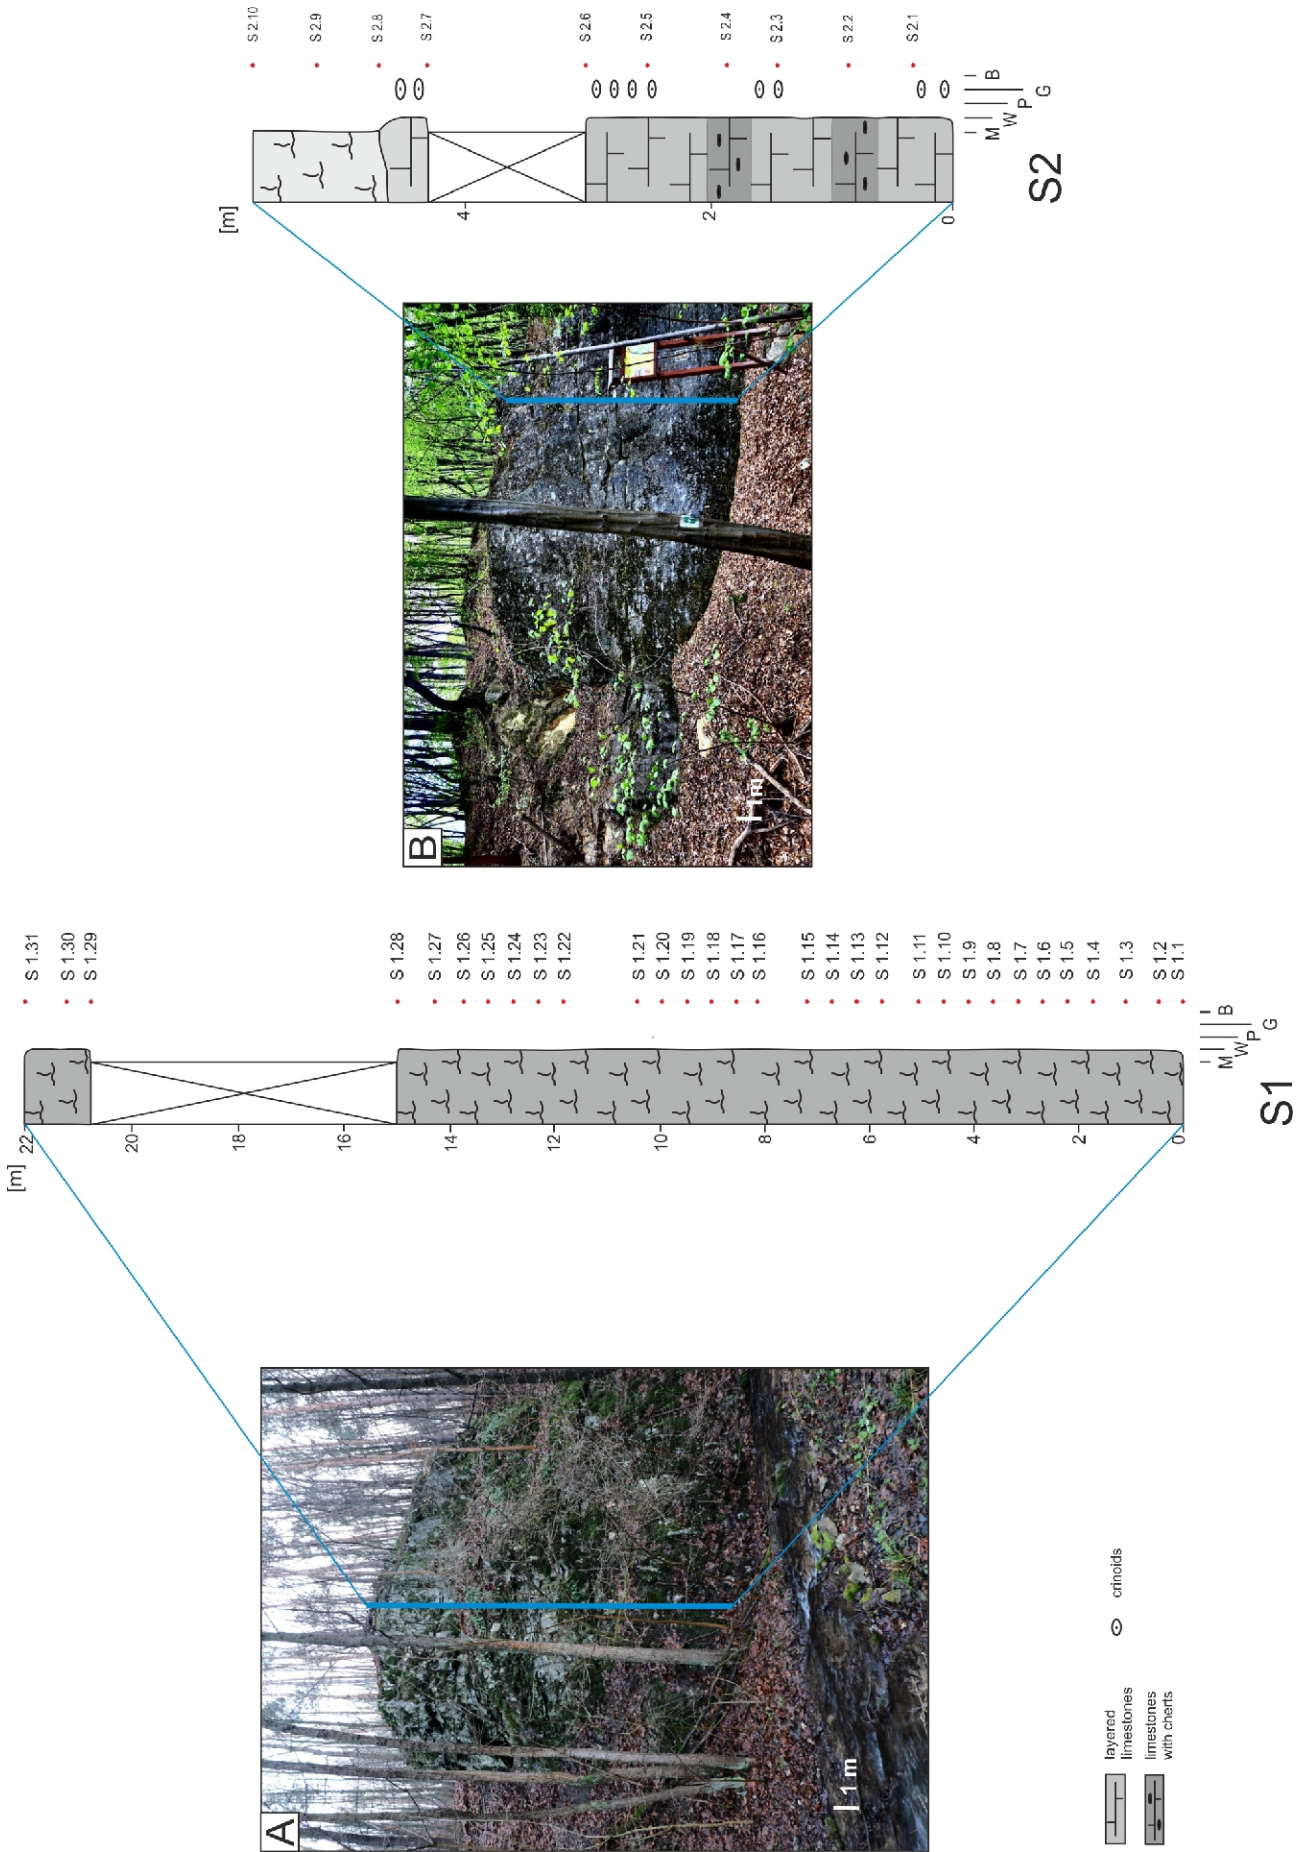 A
1 m
[m]
22
20
18
16
14
12
10
8
6
4
2
0
S 1.31
S 1.30
S 1.29
S 1.28
S 1.27
S 1.26
S 1.25
S 1.24
S 1.23
S 1.22
S 1.21
S 1.20
S 1.19
S 1.18
S 1.17
S 1.16
S 1.15
S 1.14
S 1.13
S 1.12
S 1.11
S 1.10
S 1.9
S 1.8
S 1.7
S 1.6
S 1.5
S 1.4
S 1.3
S 1.2
S 1.1
M W P G B
S1
B
1 m
[m]
4
2
0
S 2.10
S 2.9
S 2.8
S 2.7
S 2.6
S 2.5
S 2.4
S 2.3
S 2.2
S 2.1
M W P G B
S2
layered
limestones
limestones
with cherts
crinoids